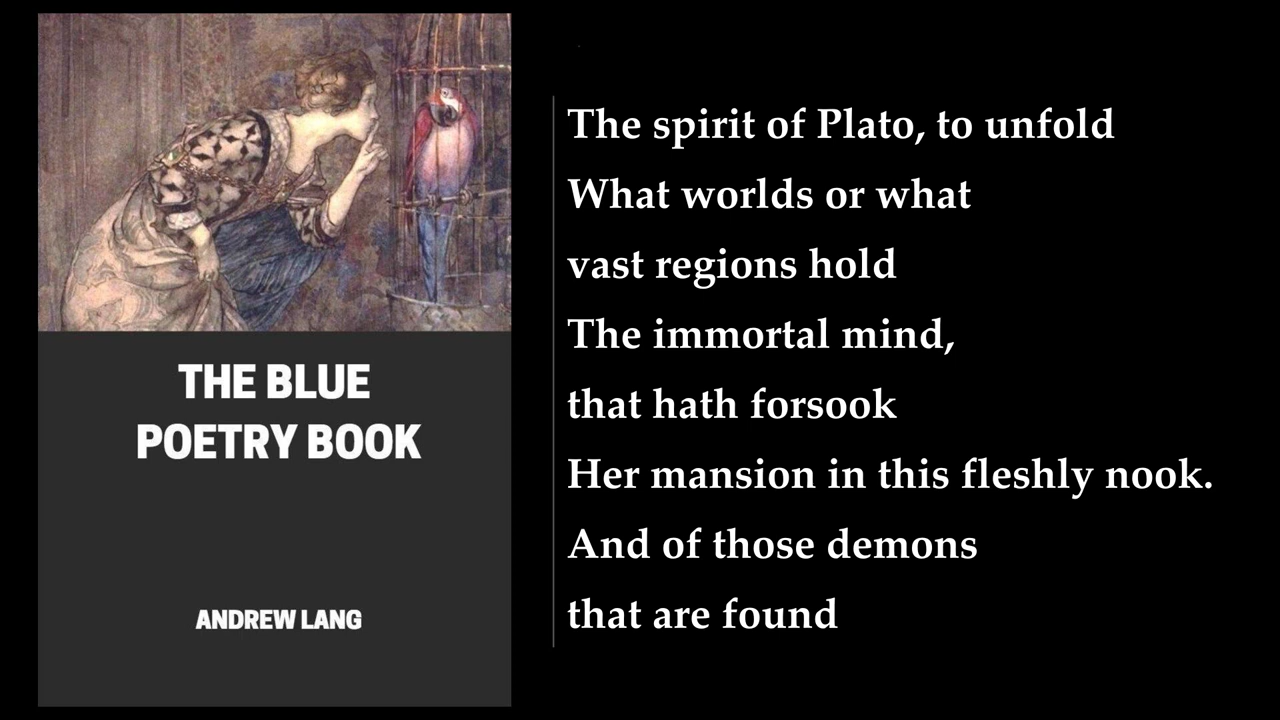 THE BLUE
POETRY BOOK
ANDREW LANG
The spirit of Plato, to unfold
What worlds or what
vast regions hold
The immortal mind,
that hath forsook
Her mansion in this fleshly nook.
And of those demons
that are found